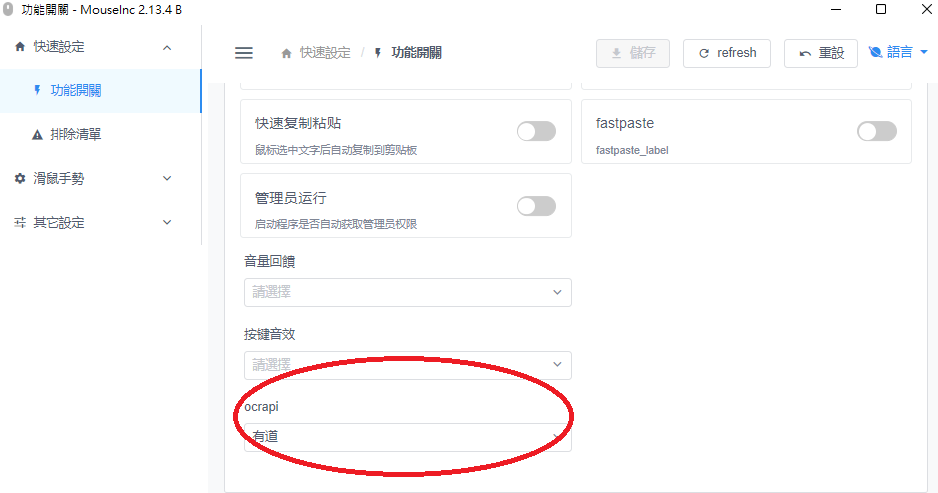 功能開關 - MouseInc 2.13.4 B
快速設定
功能開關
排除清單
滑鼠手勢
其它設定
快速設定 / 功能開關
儲存
refresh
重設
語言
快速复制粘贴
鼠标选中文字后自动复制到剪贴板
fastpaste
fastpaste_label
管理员运行
启动程序是否自动获取管理员权限
音量回饋
請選擇
按键音效
請選擇
ocrapi
有道